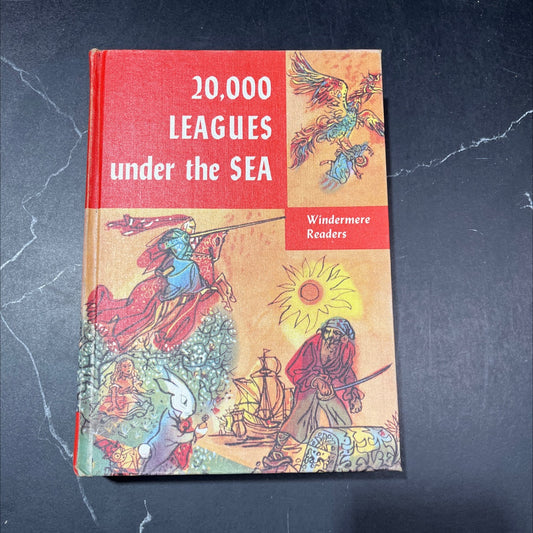 20,000
LEAGUES
under the SEA
Windermere
Readers